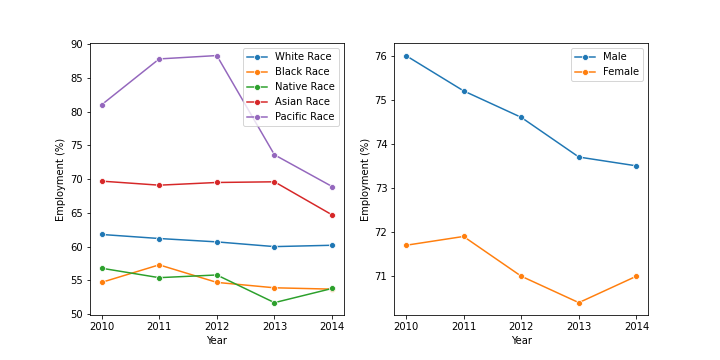 90
85
80
75
70
65
60
55
50
Employment (%)
2010 2011 2012 2013 2014
Year
White Race
Black Race
Native Race
Asian Race
Pacific Race
76
75
74
73
72
71
Employment (%)
2010 2011 2012 2013 2014
Year
Male
Female